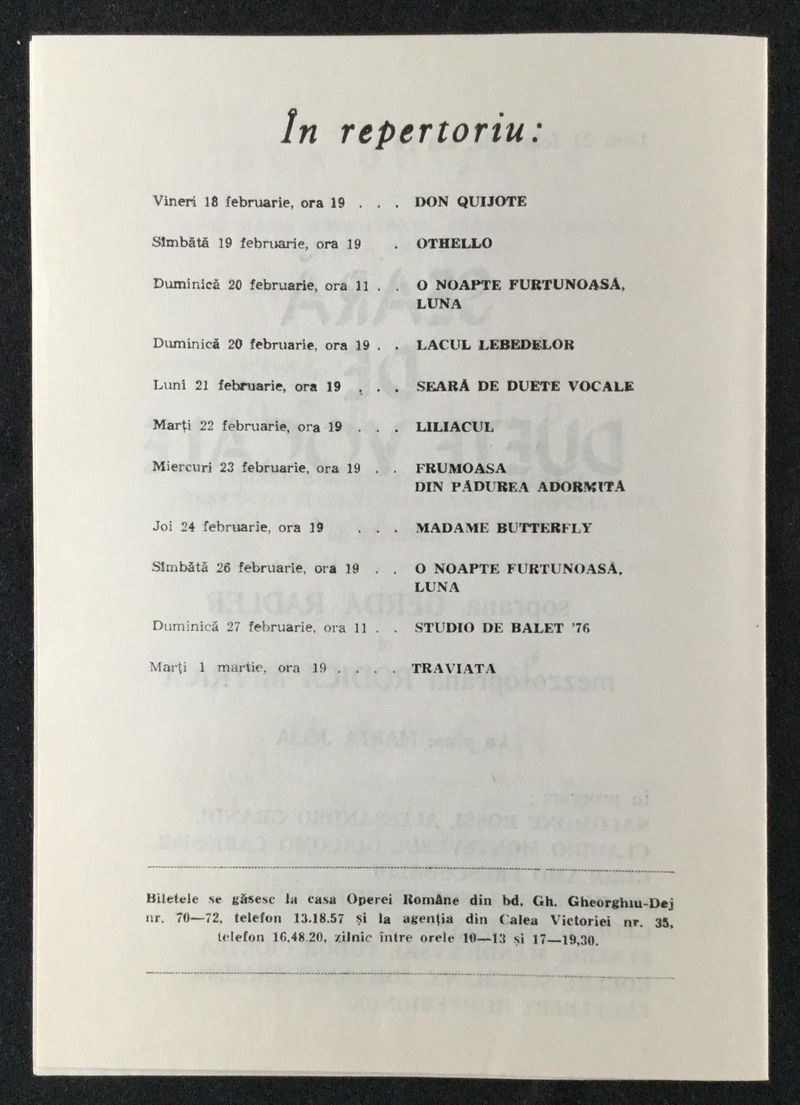 În repertoriu:
Vineri 18 februarie, ora 19 . . . DON QUIJOTE
Sîmbătă 19 februarie, ora 19 . OTHELLO
Duminică 20 februarie, ora 11 . . O NOAPTE FURTUNOASĂ,
LUNA
Duminică 20 februarie, ora 19 . . LACUL LEBEDELOR
Luni 21 februarie, ora 19 . . . SEARĂ DE DUETE VOCALE
Marți 22 februarie, ora 19 . . . LILIACUL
Miercuri 23 februarie, ora 19 . . FRUMOASA
DIN PĂDUREA ADORMITĂ
Joi 24 februarie, ora 19 . . . MADAME BUTTERFLY
Sîmbătă 26 februarie, ora 19 . . O NOAPTE FURTUNOASĂ,
LUNA
Duminică 27 februarie, ora 11 . . STUDIO DE BALET '76
Marți 1 martie, ora 19 . . . . TRAVIATA
Biletele se găsesc la casa Operei Române din bd. Gh. Gheorghiu-Dej
nr. 70—72, telefon 13.18.57 și la agenția din Calea Victoriei nr. 35,
telefon 16.48.20, zilnic între orele 10—13 și 17—19,30.